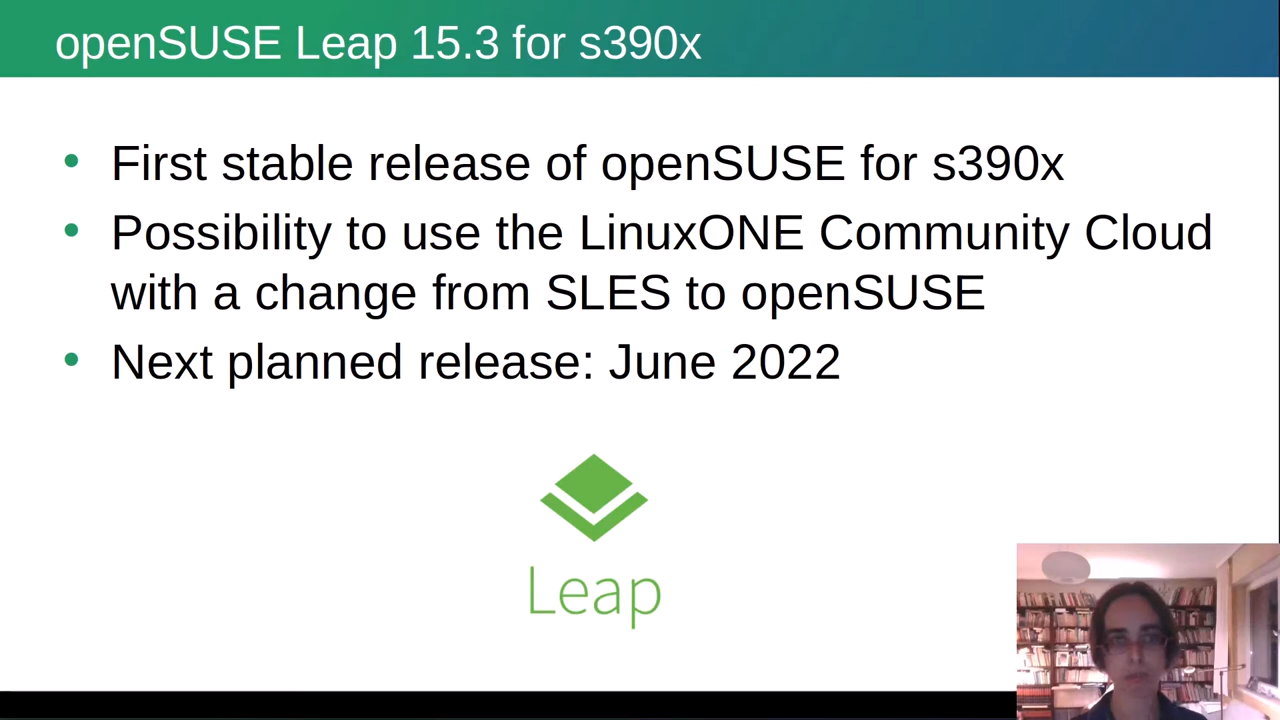 openSUSE Leap 15.3 for s390x
• First stable release of openSUSE for s390x
• Possibility to use the LinuxONE Community Cloud
with a change from SLES to openSUSE
• Next planned release: June 2022
Leap